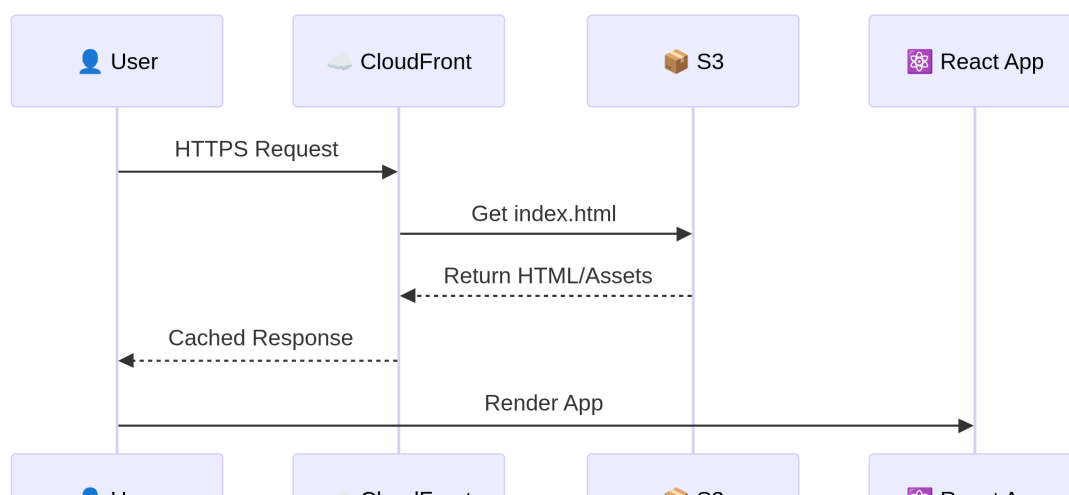 👤 User
☁️ CloudFront
📦 S3
⚛️ React App
HTTPS Request
Get index.html
Return HTML/Assets
Cached Response
Render App